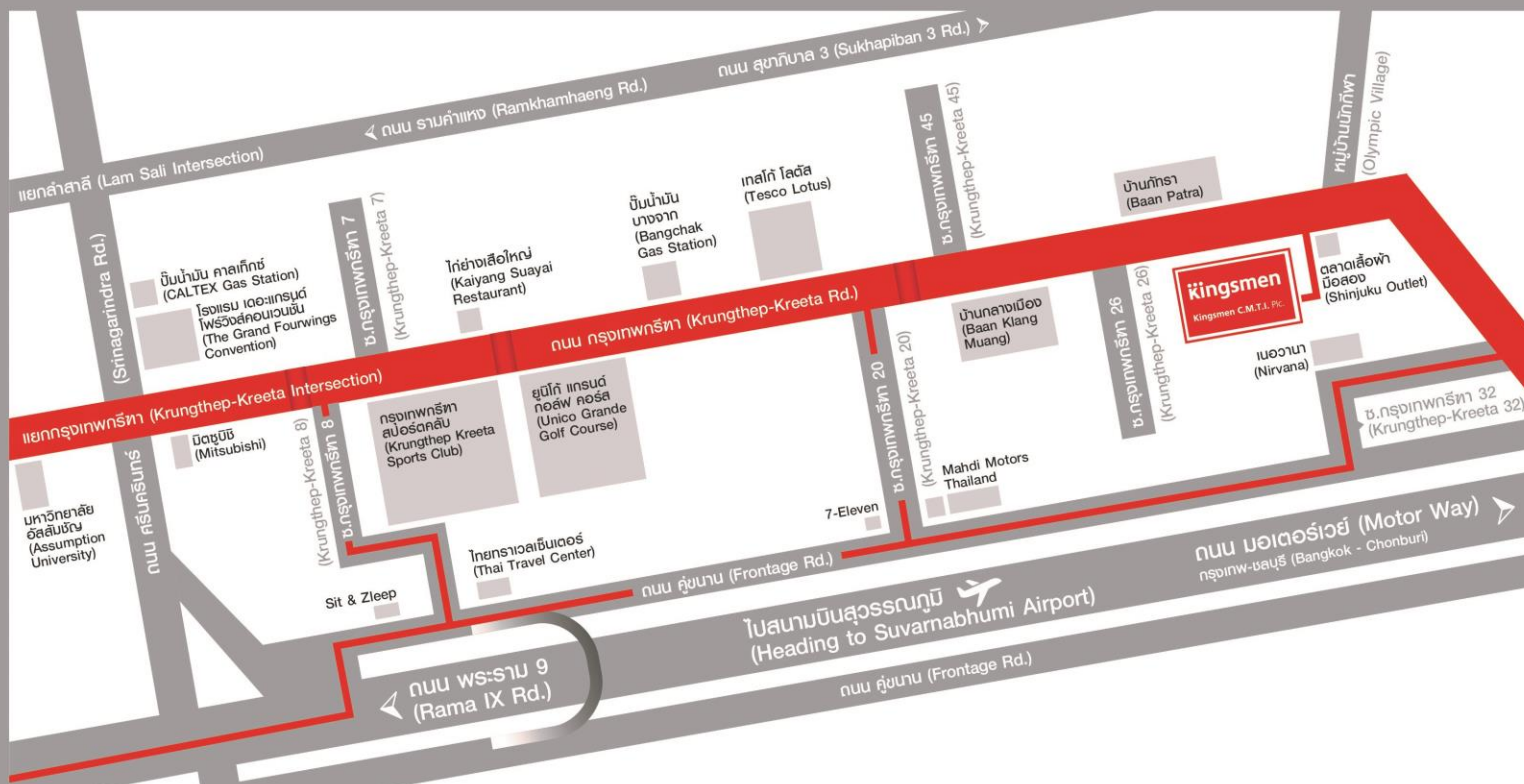 ถนน สุขาภิบาล 3 (Sukhapiban 3 Rd.)
ถนน รามคำแหง (Ramkhamhaeng Rd.)
แยกลำสาลี (Lam Sali Intersection)
(Srinagarindra Rd.)
ถนน ศรีนครินทร์
ปั๊มน้ำมัน คาลเท็กซ์
(CALTEX Gas Station)
โรงแรม เดอะแกรนด์
โฟร์วิงส์คอนเวนชั่น
(The Grand Fourwings
Convention)
ซ.กรุงเทพกรีฑา 7
(Krungthep-Kreeta 7)
ไก่ย่างเสือใหญ่
(Kaiyang Suayai
Restaurant)
ปั๊มน้ำมัน
บางจาก
(Bangchak
Gas Station)
เทสโก้ โลตัส
(Tesco Lotus)
ซ.กรุงเทพกรีฑา 45
(Krungthep-Kreeta 45)
บ้านภัทรา
(Baan Patra)
หมู่บ้านนักกีฬา
(Olympic Village)
แยกกรุงเทพกรีฑา (Krungthep-Kreeta Intersection)
ถนน กรุงเทพกรีฑา (Krungthep-Kreeta Rd.)
Kingsmen
Kingsmen C.M.T.I. Plc.
ตลาดเสื้อผ้า
มือสอง
(Shinjuku Outlet)
เนอวานา
(Nirvana)
ซ.กรุงเทพกรีฑา 32
(Krungthep-Kreeta 32)
ซ.กรุงเทพกรีฑา 26
(Krungthep-Kreeta 26)
บ้านกลางเมือง
(Baan Klang
Muang)
ซ.กรุงเทพกรีฑา 20
(Krungthep-Kreeta 20)
ยูนิโก้ แกรนด์
กอล์ฟ คอร์ส
(Unico Grande
Golf Course)
กรุงเทพกรีฑา
สปอร์ตคลับ
(Krungthep Kreeta
Sports Club)
ซ.กรุงเทพกรีฑา 8
(Krungthep-Kreeta 8)
มิตซูบิชิ
(Mitsubishi)
มหาวิทยาลัย
อัสสัมชัญ
(Assumption
University)
Sit & Zleep
ไทยทราเวลเซ็นเตอร์
(Thai Travel Center)
7-Eleven
Mahdi Motors
Thailand
ถนน คู่ขนาน (Frontage Rd.)
ถนน มอเตอร์เวย์ (Motor Way)
กรุงเทพ-ชลบุรี (Bangkok - Chonburi)
ไปสนามบินสุวรรณภูมิ
(Heading to Suvarnabhumi Airport)
ถนน พระราม 9
(Rama IX Rd.)
ถนน คู่ขนาน (Frontage Rd.)